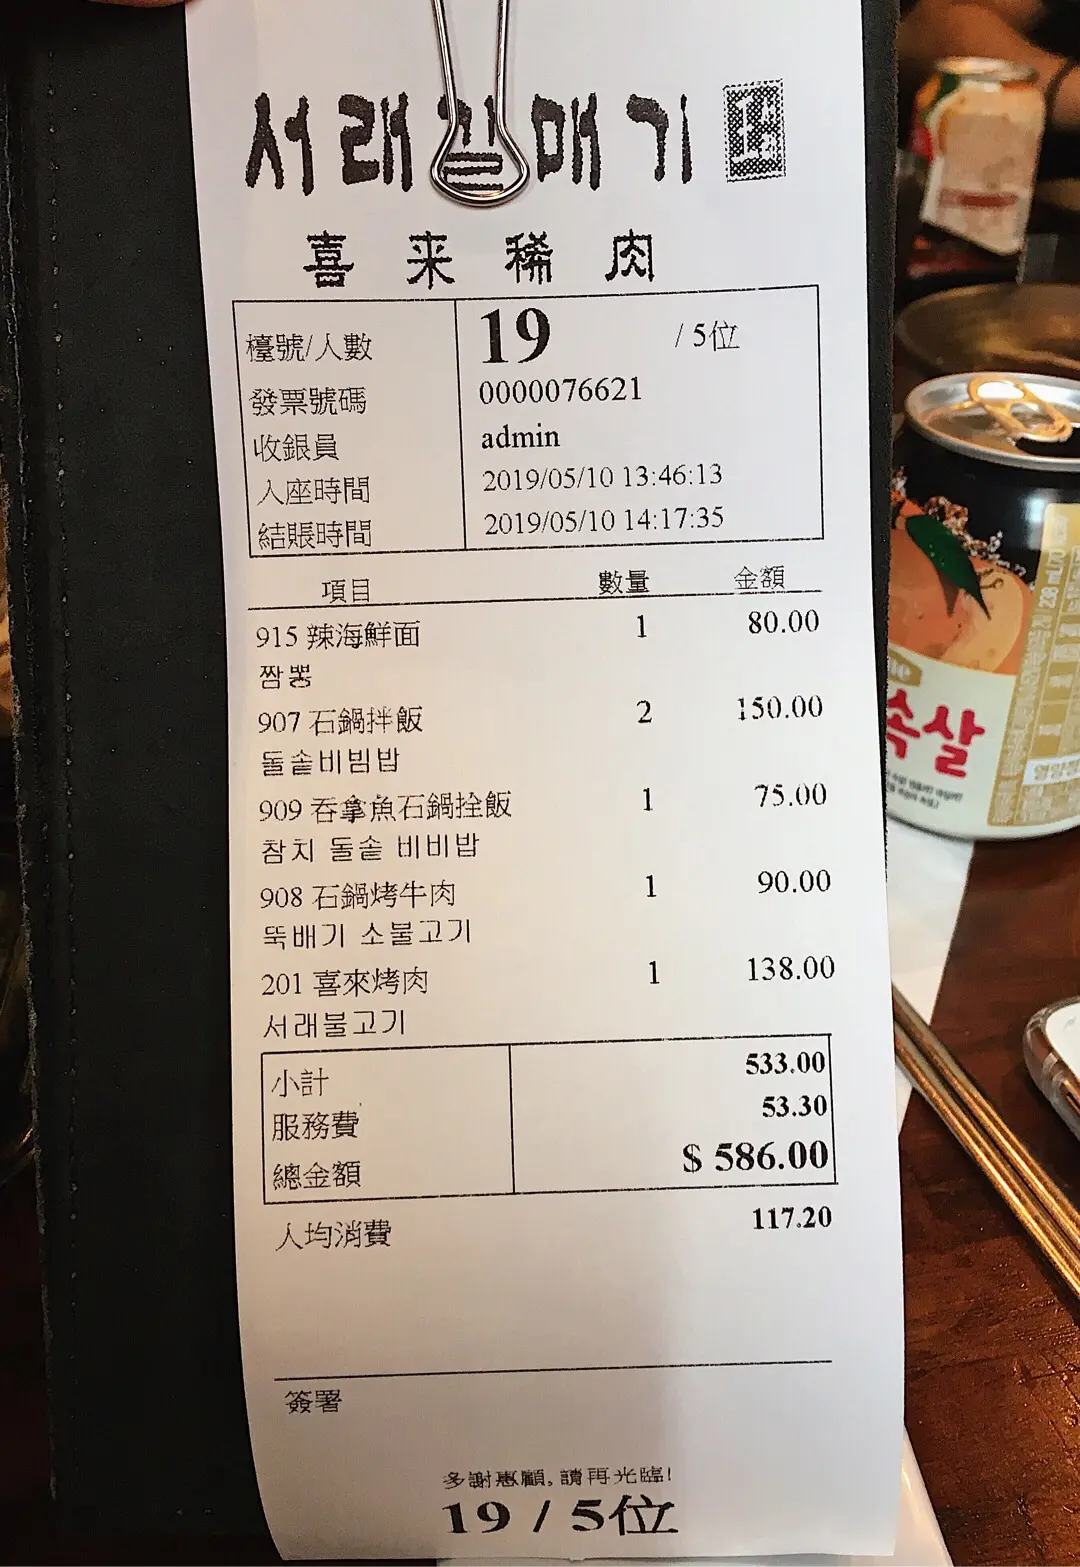 서래갈매기
喜来稀肉
檯號/人數 19 / 5位
發票號碼 0000076621
收銀員 admin
入座時間 2019/05/10 13:46:13
結賬時間 2019/05/10 14:17:35
項目 數量 金額
915 辣海鮮面 1 80.00
짬뽕
907 石鍋拌飯 2 150.00
돌솥비빔밥
909 吞拿魚石鍋拴飯 1 75.00
참치 돌솥 비비밥
908 石鍋烤牛肉 1 90.00
뚝배기 소불고기
201 喜來烤肉 1 138.00
서래불고기
小計 533.00
服務費 53.30
總金額 $ 586.00
人均消費 117.20
簽署
多謝惠顧, 請再光臨!
19 / 5位
속살
238 mL